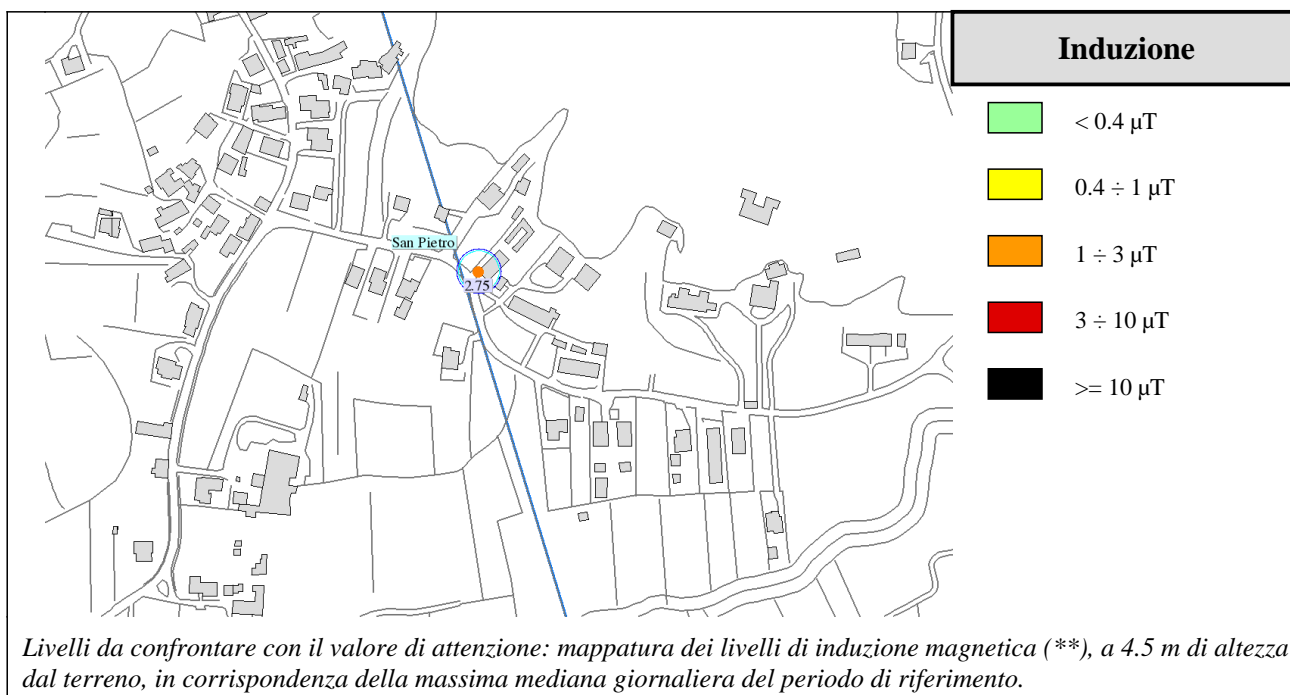 Induzione
< 0.4 µT
0.4 ÷ 1 µT
1 ÷ 3 µT
3 ÷ 10 µT
>= 10 µT
San Pietro
2.75
Livelli da confrontare con il valore di attenzione: mappatura dei livelli di induzione magnetica (**), a 4.5 m di altezza
dal terreno, in corrispondenza della massima mediana giornaliera del periodo di riferimento.